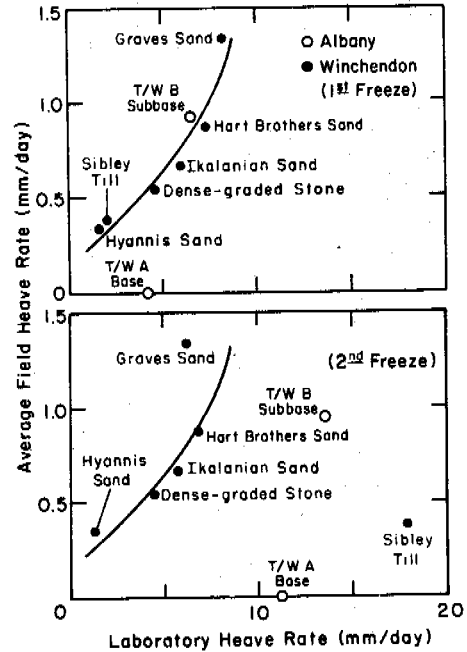 Average Field Heave Rate (mm/day)
1.5
1.0
0.5
0
Graves Sand
Albany
Winchendon
(1st Freeze)
T/W B
Subbase
Hart Brothers Sand
Sibley
Till
Ikalanian Sand
Dense-graded Stone
Hyannis Sand
T/W A
Base
1.5
1.0
0.5
0
Graves Sand
(2nd Freeze)
T/W B
Subbase
Hart Brothers Sand
Hyannis
Sand
Ikalanian Sand
Dense-graded Stone
Sibley
Till
T/W A
Base
0
10
20
Laboratory Heave Rate (mm/day)